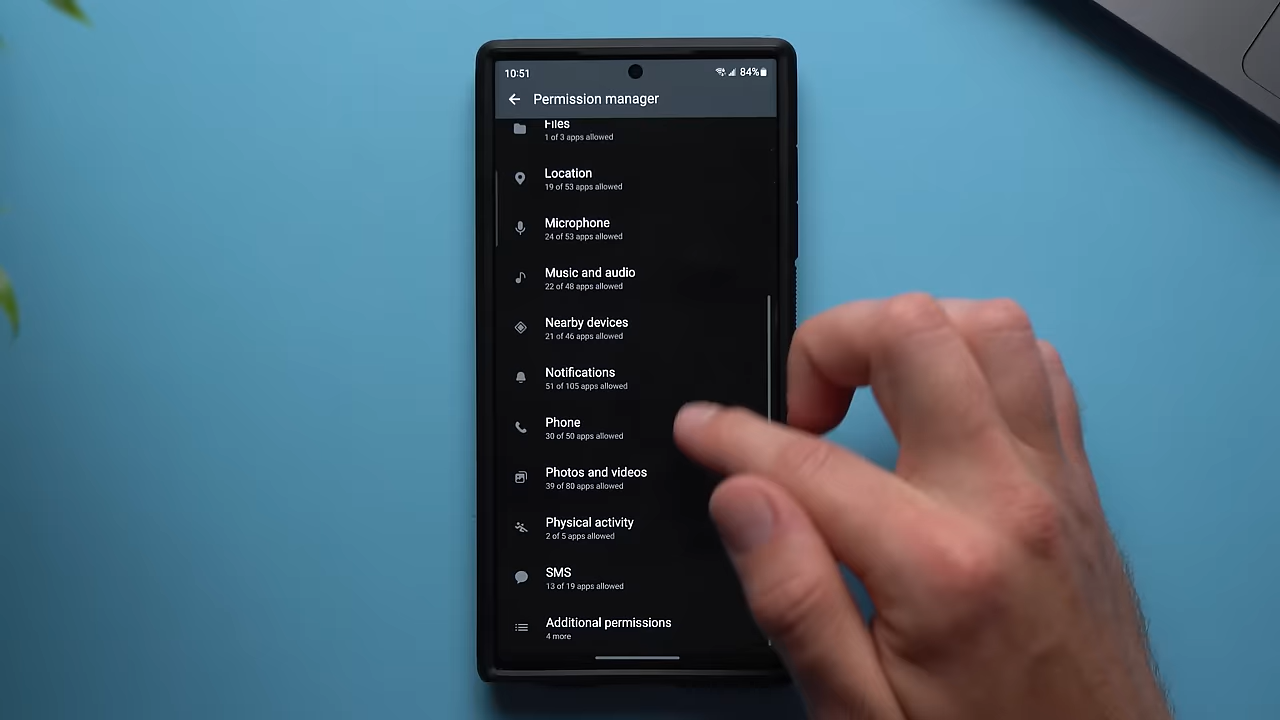 10:51
84%
Permission manager
Files
1 of 3 apps allowed
Location
19 of 53 apps allowed
Microphone
24 of 53 apps allowed
Music and audio
22 of 48 apps allowed
Nearby devices
21 of 46 apps allowed
Notifications
51 of 105 apps allowed
Phone
30 of 50 apps allowed
Photos and videos
39 of 80 apps allowed
Physical activity
2 of 5 apps allowed
SMS
13 of 19 apps allowed
Additional permissions
4 more